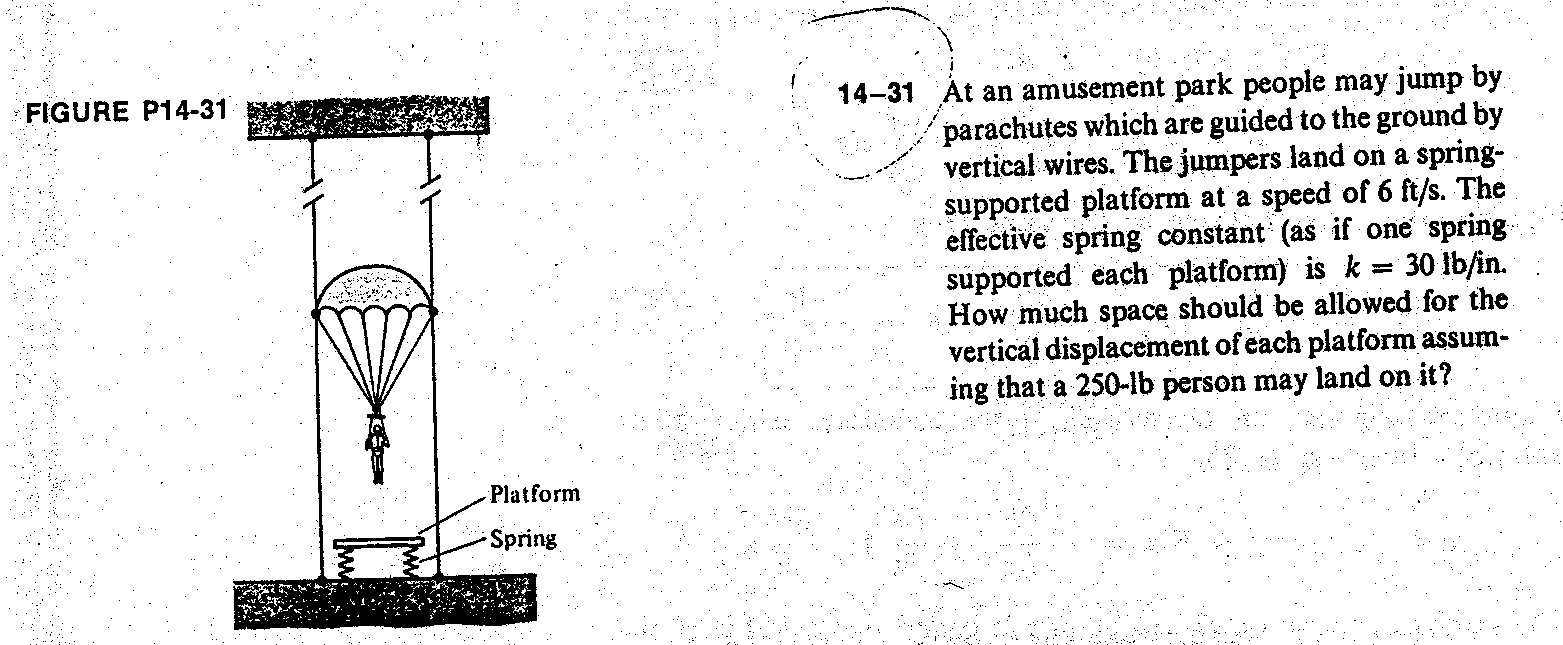 FIGURE P14-31
14–31 At an amusement park people may jump by
parachutes which are guided to the ground by
vertical wires. The jumpers land on a spring-
supported platform at a speed of 6 ft/s. The
effective spring constant (as if one spring
supported each platform) is k = 30 lb/in.
How much space should be allowed for the
vertical displacement of each platform assum-
ing that a 250-lb person may land on it?
Platform
Spring